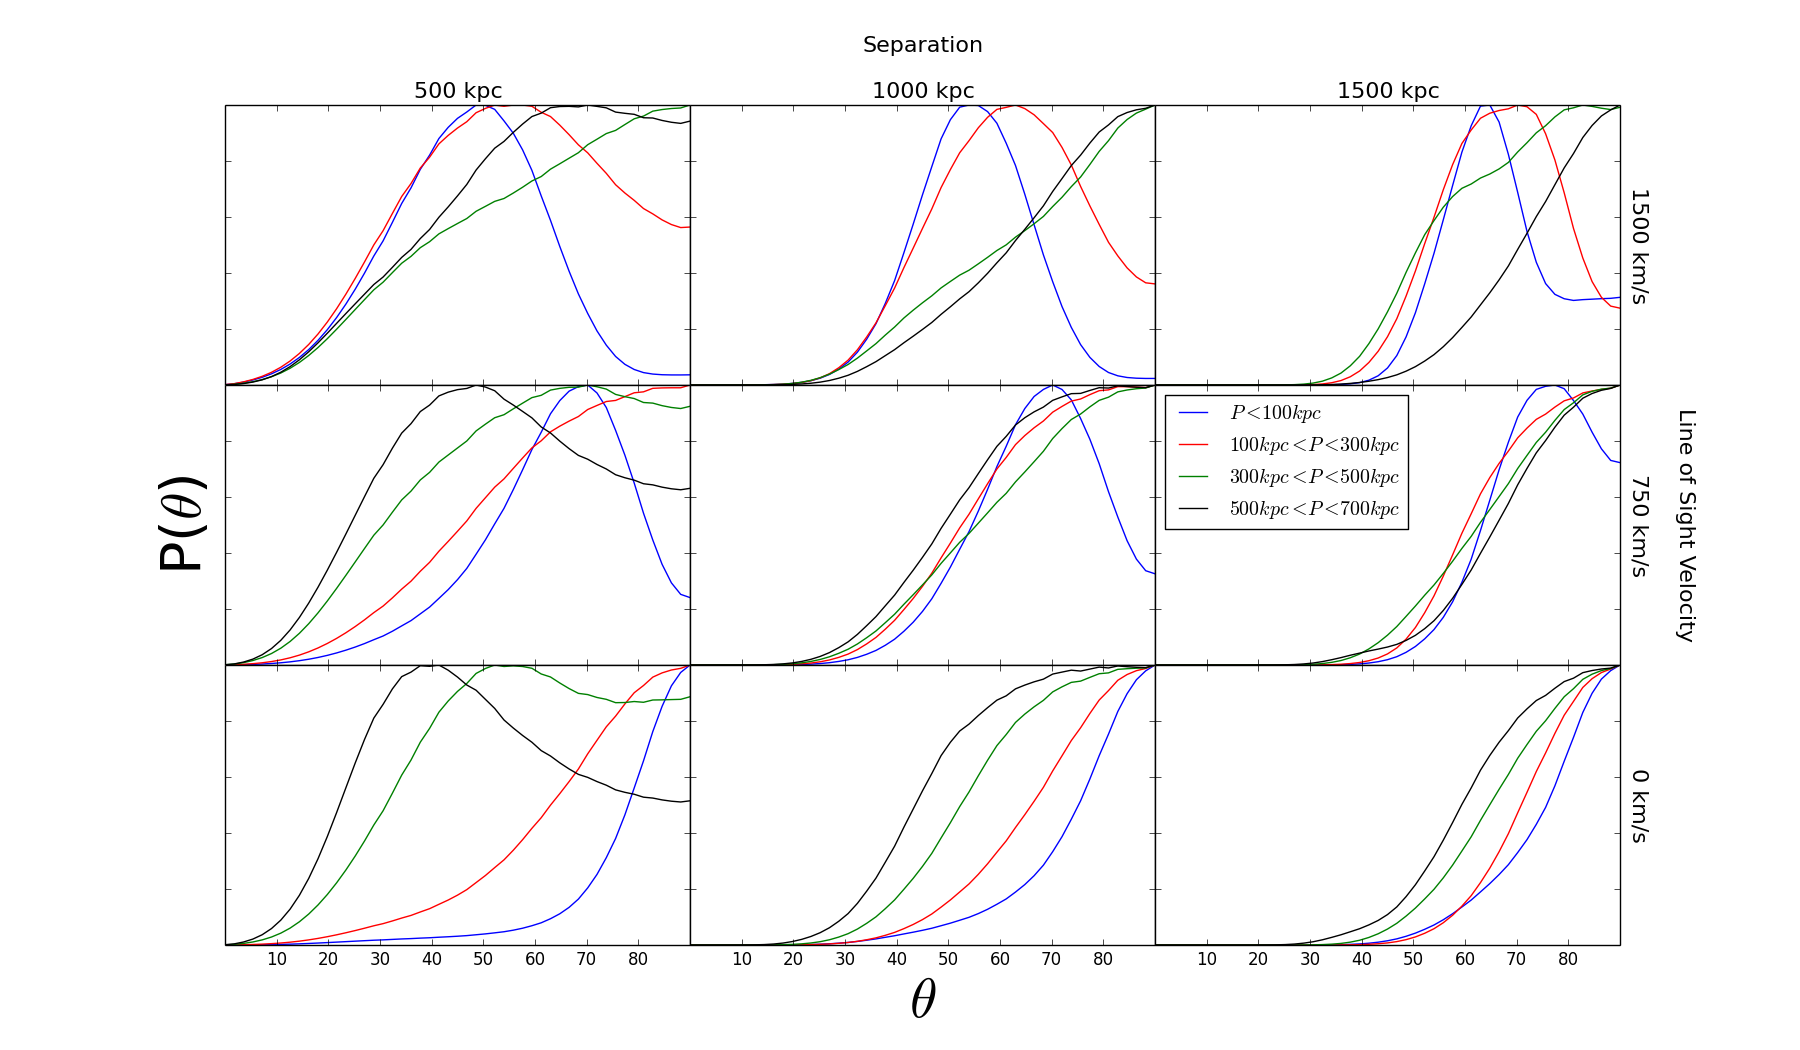 Separation
500 kpc 1000 kpc 1500 kpc
1500 km/s
P<100kpc
100kpc<P<300kpc
300kpc<P<500kpc
500kpc<P<700kpc
750 km/s
Line of Sight Velocity
P(θ)
0 km/s
10 20 30 40 50 60 70 80 10 20 30 40 50 60 70 80 10 20 30 40 50 60 70 80
θ